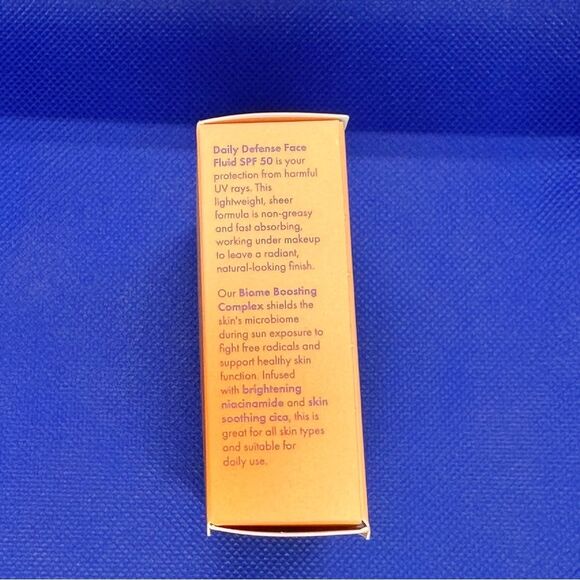 Daily Defense Face
Fluid SPF 50 is your
protection from harmful
UV rays. This
lightweight, sheer
formula is non-greasy
and fast absorbing,
working under makeup
to leave a radiant,
natural-looking finish.
Our Biome Boosting
Complex shields the
skin's microbiome
during sun exposure to
fight free radicals and
support healthy skin
function. Infused
with brightening
niacinamide and skin
soothing cica, this is
great for all skin types
and suitable for
daily use.